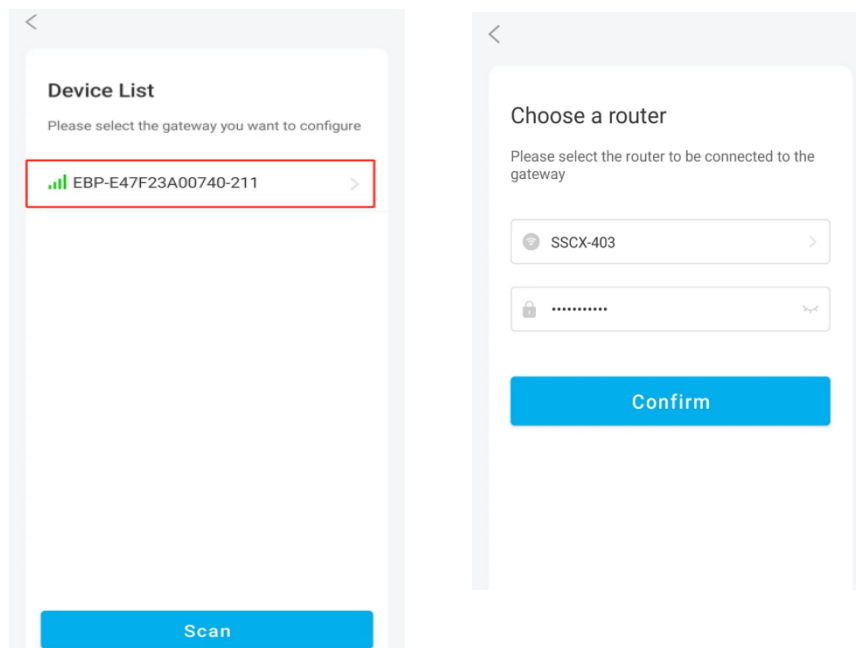 Device List
Please select the gateway you want to configure
EBP-E47F23A00740-211
Scan
Choose a router
Please select the router to be connected to the
gateway
SSCX-403
•••••••••••
Confirm